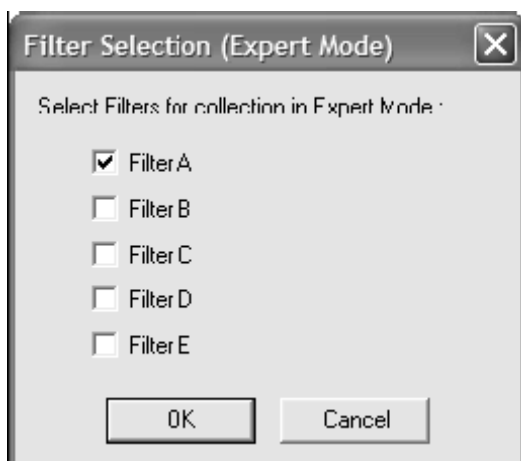 Filter Selection (Expert Mode)
Select Filters for collection in Expert Mode :
Filter A
Filter B
Filter C
Filter D
Filter E
OK Cancel